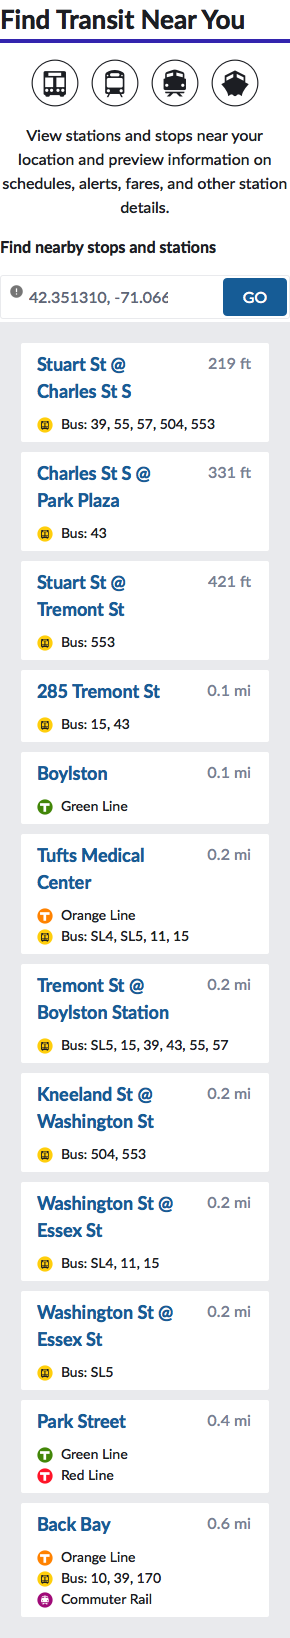 Find Transit Near You
View stations and stops near your
location and preview information on
schedules, alerts, fares, and other station
details.
Find nearby stops and stations
42.351310, -71.066
GO
Stuart St @
Charles St S
219 ft
Bus: 39, 55, 57, 504, 553
Charles St S @
Park Plaza
331 ft
Bus: 43
Stuart St @
Tremont St
421 ft
Bus: 553
285 Tremont St
0.1 mi
Bus: 15, 43
Boylston
0.1 mi
T
Green Line
Tufts Medical
Center
0.2 mi
T
Orange Line
Bus: SL4, SL5, 11, 15
Tremont St @
Boylston Station
0.2 mi
Bus: SL5, 15, 39, 43, 55, 57
Kneeland St @
Washington St
0.2 mi
Bus: 504, 553
Washington St @
Essex St
0.2 mi
Bus: SL4, 11, 15
Washington St @
Essex St
0.2 mi
Bus: SL5
Park Street
0.4 mi
T
Green Line
T
Red Line
Back Bay
0.6 mi
T
Orange Line
Bus: 10, 39, 170
Commuter Rail